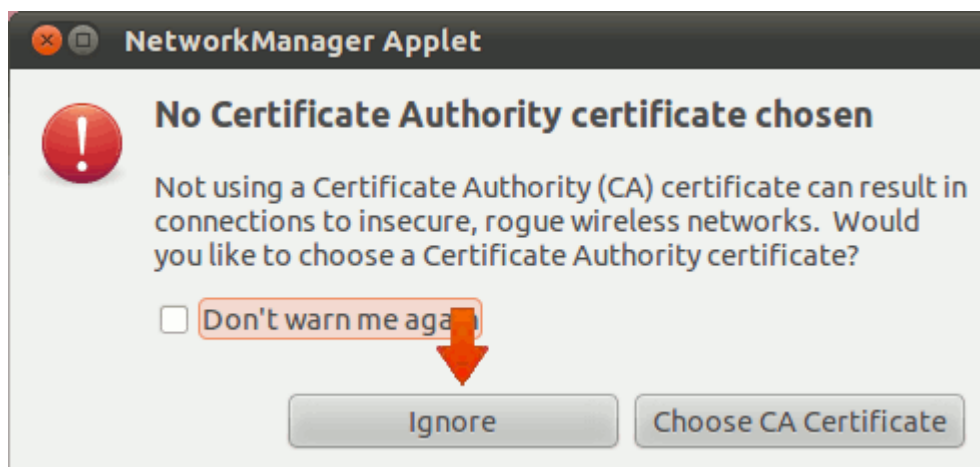 NetworkManager Applet
No Certificate Authority certificate chosen
Not using a Certificate Authority (CA) certificate can result in
connections to insecure, rogue wireless networks.  Would
you like to choose a Certificate Authority certificate?
Don't warn me again
Ignore
Choose CA Certificate